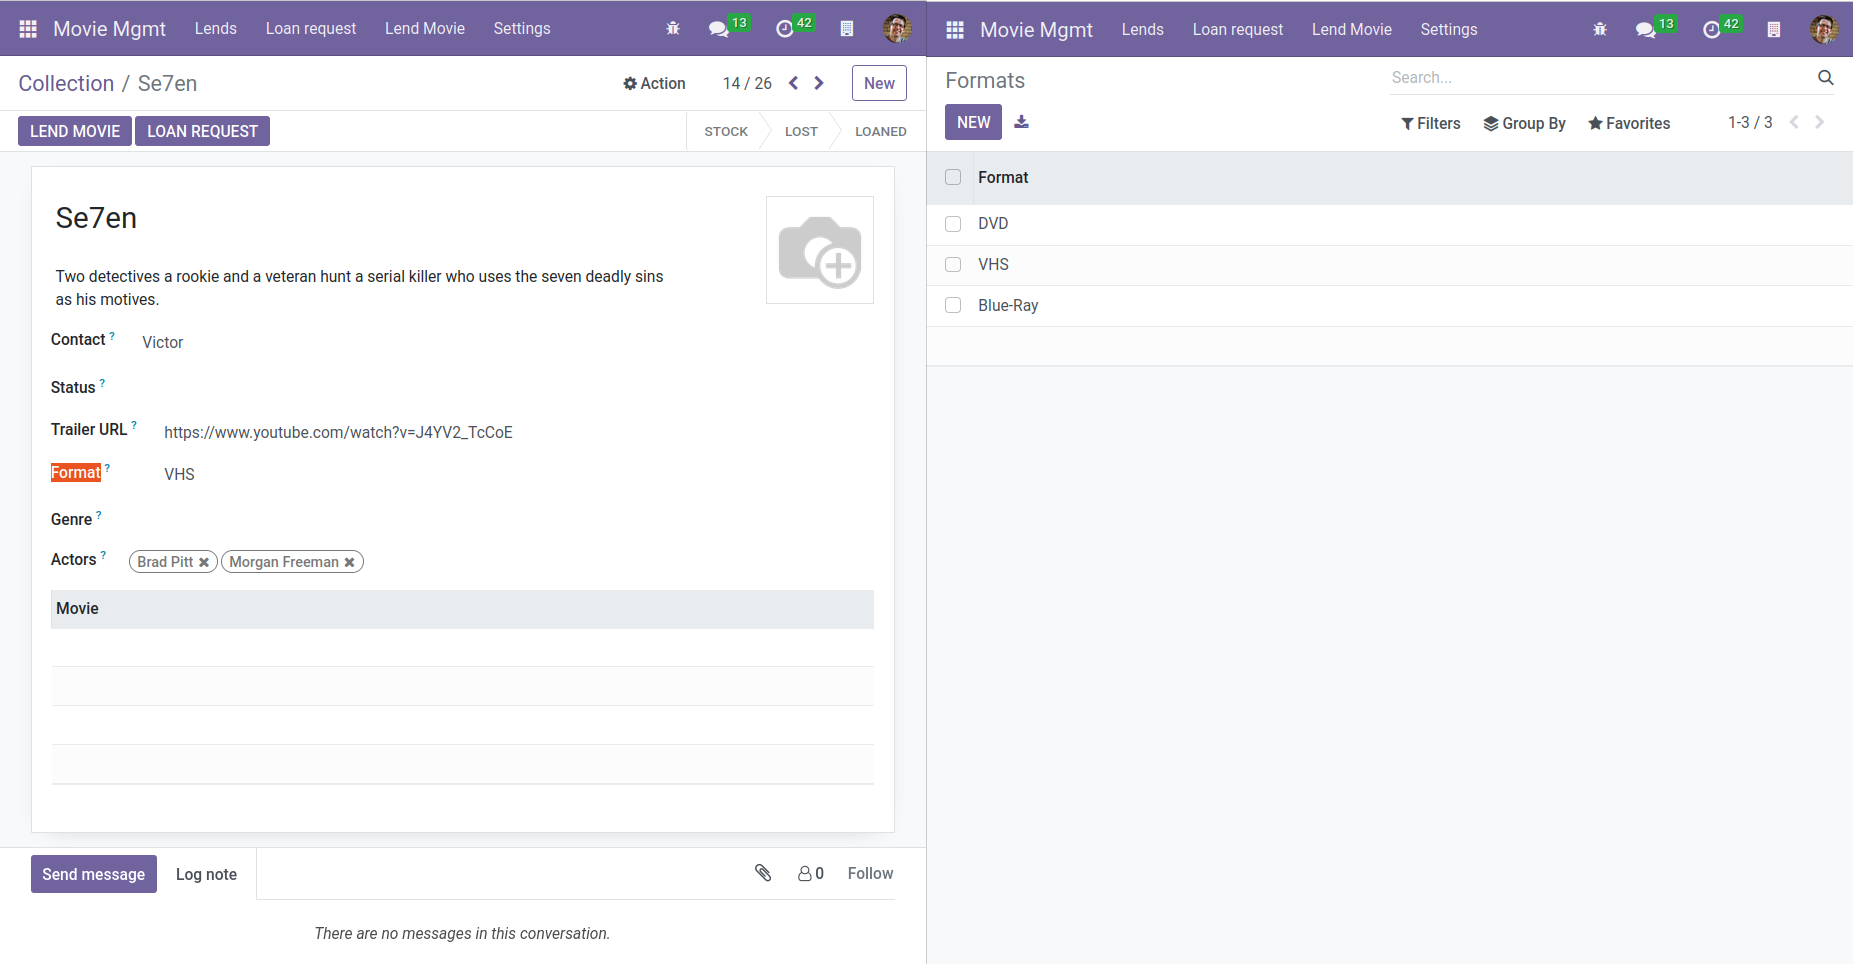 Movie Mgmt Lends Loan request Lend Movie Settings 13 42
Collection / Se7en Action 14 / 26 New
LEND MOVIE LOAN REQUEST STOCK LOST LOANED
Se7en
Two detectives a rookie and a veteran hunt a serial killer who uses the seven deadly sins
as his motives.
Contact ? Victor
Status ?
Trailer URL ? https://www.youtube.com/watch?v=J4YV2_TcCoE
Format ? VHS
Genre ?
Actors ? Brad Pitt Morgan Freeman
Movie
Send message Log note 0 Follow
There are no messages in this conversation.
Movie Mgmt Lends Loan request Lend Movie Settings 13 42
Formats Search...
NEW Filters Group By Favorites 1-3 / 3
Format
DVD
VHS
Blue-Ray